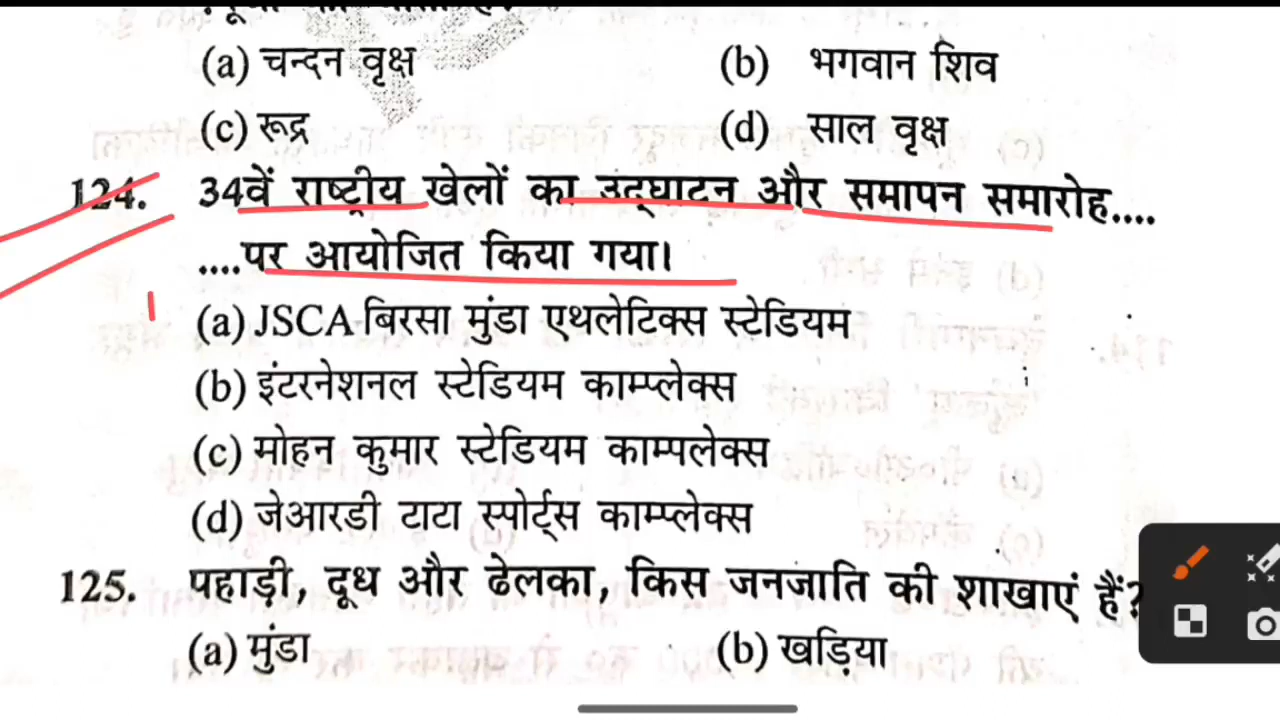 (a) चन्दन वृक्ष (b) भगवान शिव
(c) रूद्र (d) साल वृक्ष
124. 34वें राष्ट्रीय खेलों का उद्घाटन और समापन समारोह....
....पर आयोजित किया गया।
(a) JSCA बिरसा मुंडा एथलेटिक्स स्टेडियम
(b) इंटरनेशनल स्टेडियम काम्प्लेक्स
(c) मोहन कुमार स्टेडियम काम्पलेक्स
(d) जेआरडी टाटा स्पोर्ट्स काम्प्लेक्स
125. पहाड़ी, दूध और ढेलका, किस जनजाति की शाखाएं हैं?
(a) मुंडा (b) खड़िया